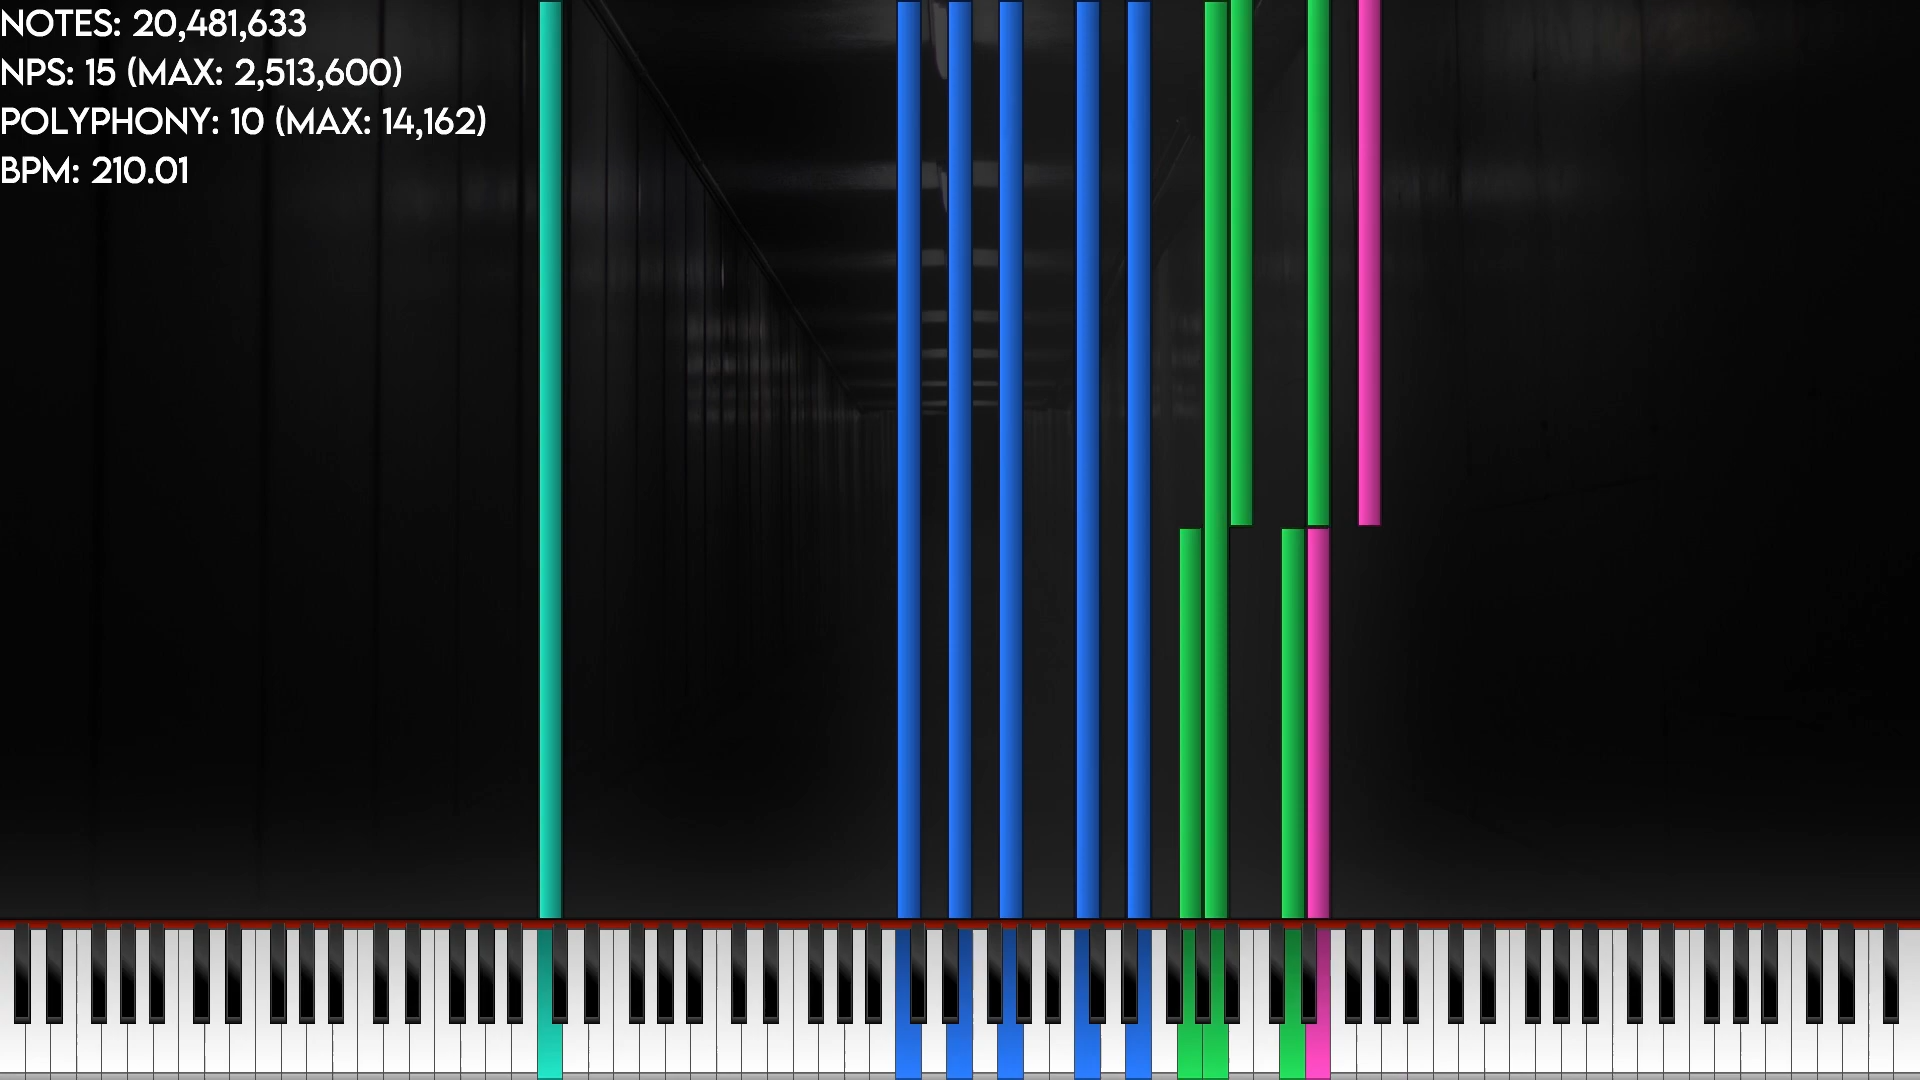 NOTES: 20,481,633
NPS: 15 (MAX: 2,513,600)
POLYPHONY: 10 (MAX: 14,162)
BPM: 210.01